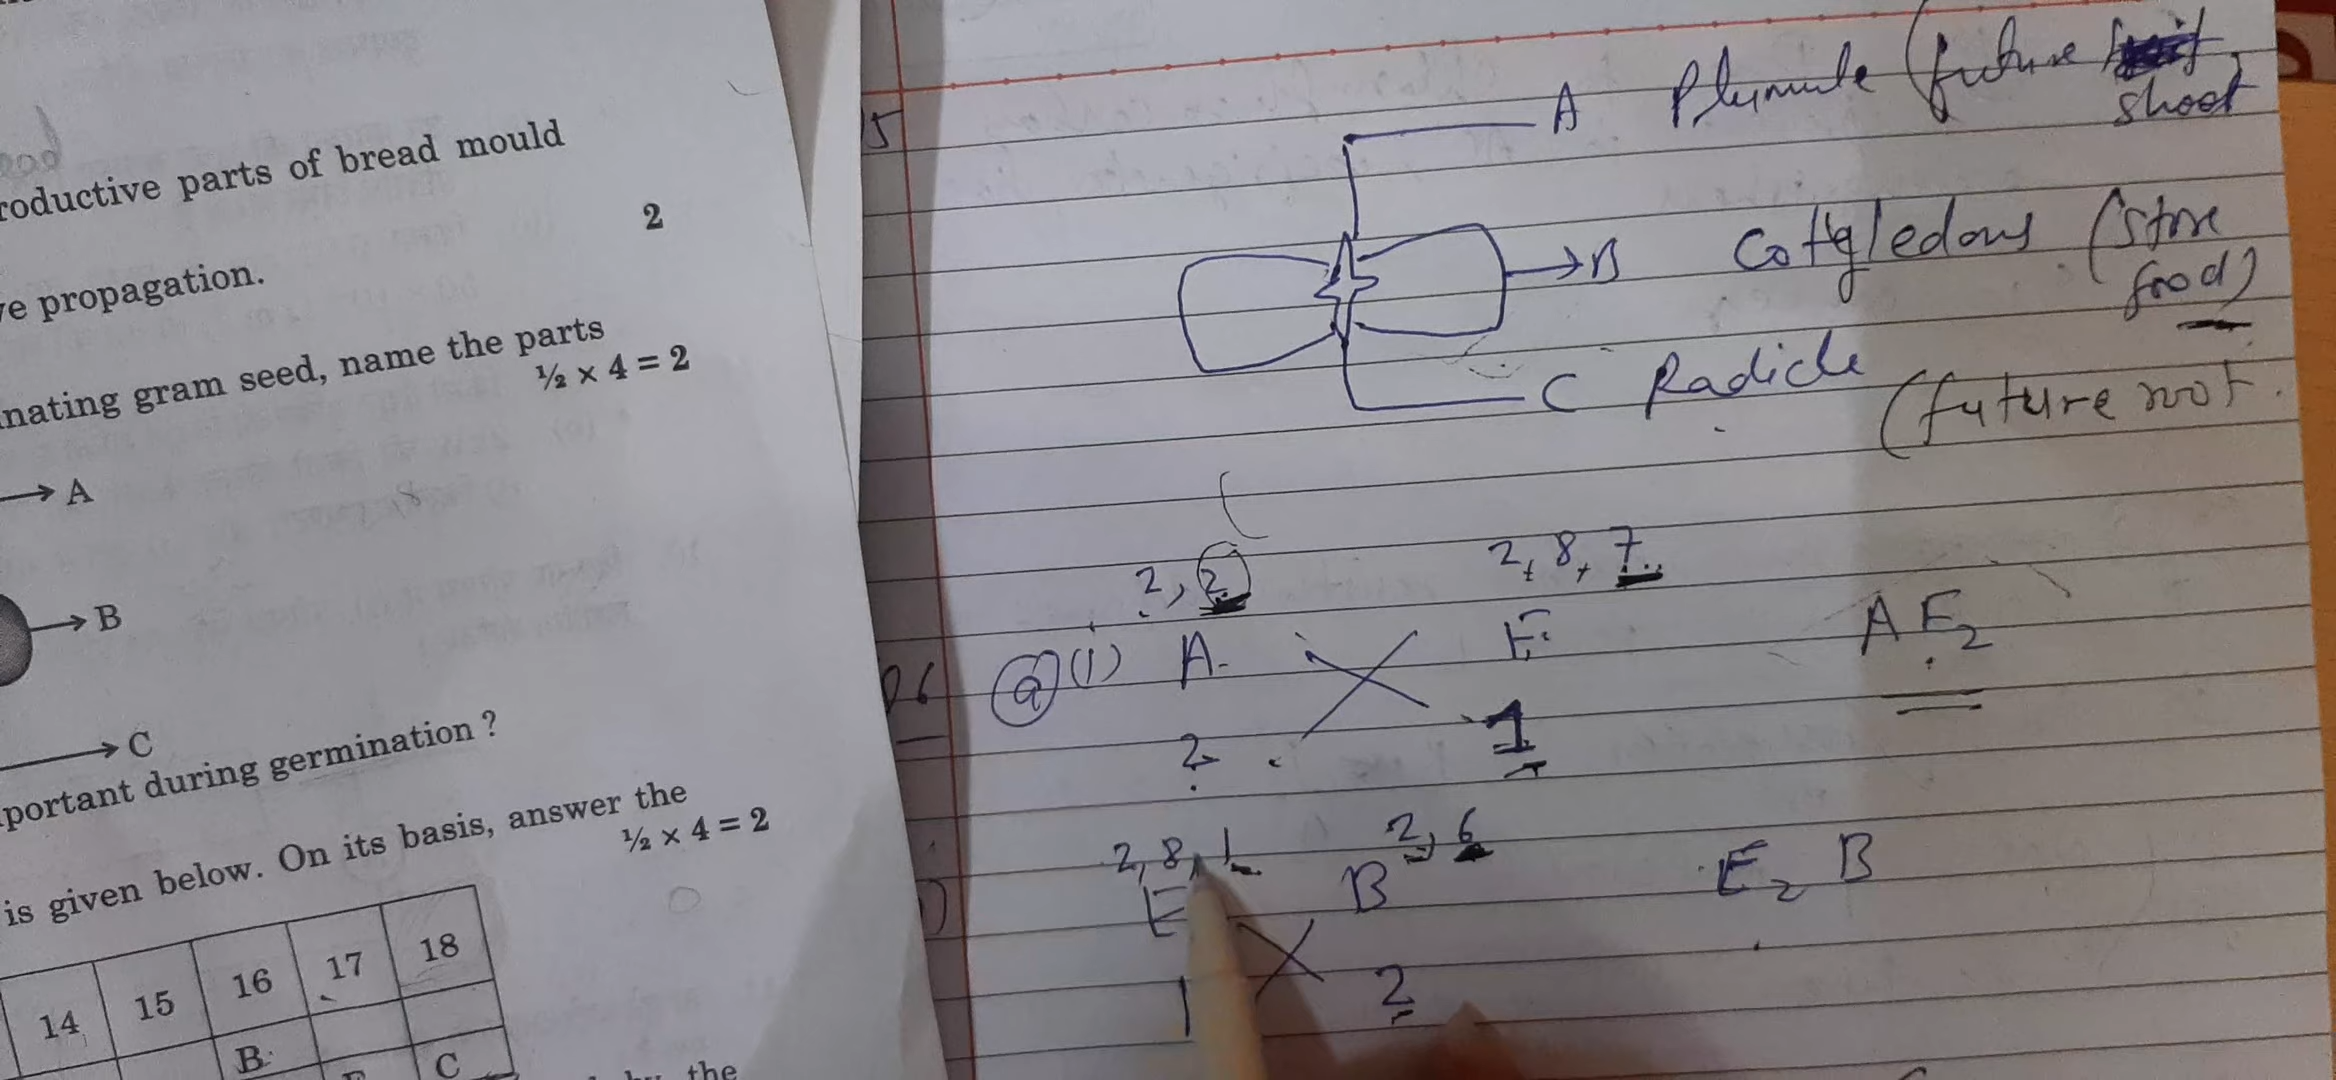 roductive parts of bread mould
2
e propagation.
nating gram seed, name the parts
½ × 4 = 2
A
B
C
portant during germination ?
is given below. On its basis, answer the
½ × 4 = 2
14 15 16 17 18
B
C
the
15
A Plumule (future
shoot
B Cotyledons (store
food)
C Radicle
(future root.
2, 2
2, 8, 7
26 (a) (i) A E AE2
2 1
2, 8, 1
2, 6
E B E2 B
1 2